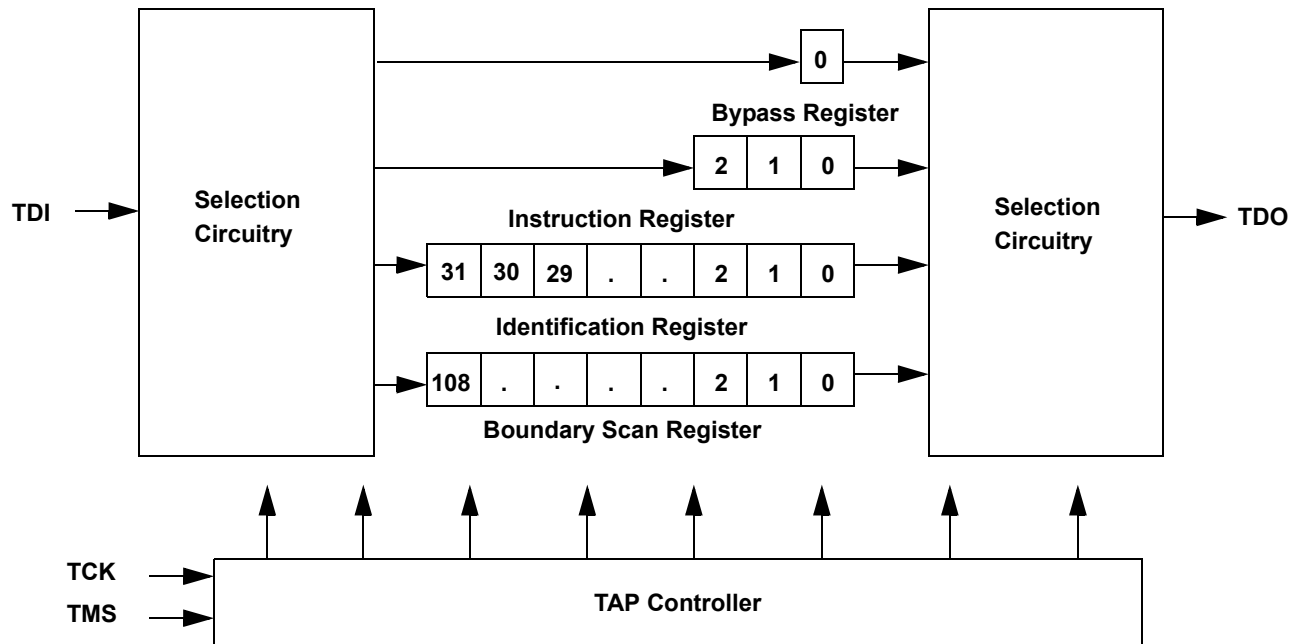 0
Bypass Register
2 1 0
TDI
Selection
Circuitry
Selection
Circuitry
TDO
Instruction Register
31 30 29 . . 2 1 0
Identification Register
108 . . . . 2 1 0
Boundary Scan Register
TCK
TMS
TAP Controller